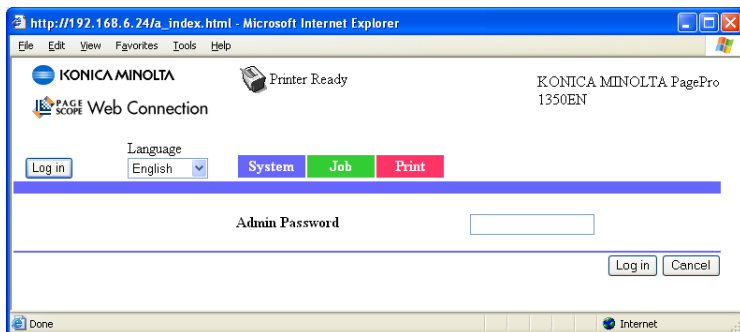 http://192.168.6.24/a_index.html - Microsoft Internet Explorer
File Edit View Favorites Tools Help
KONICA MINOLTA
Printer Ready
KONICA MINOLTA PagePro
1350EN
PAGE SCOPE Web Connection
Language
Log in English System Job Print
Admin Password
Log in Cancel
Done Internet